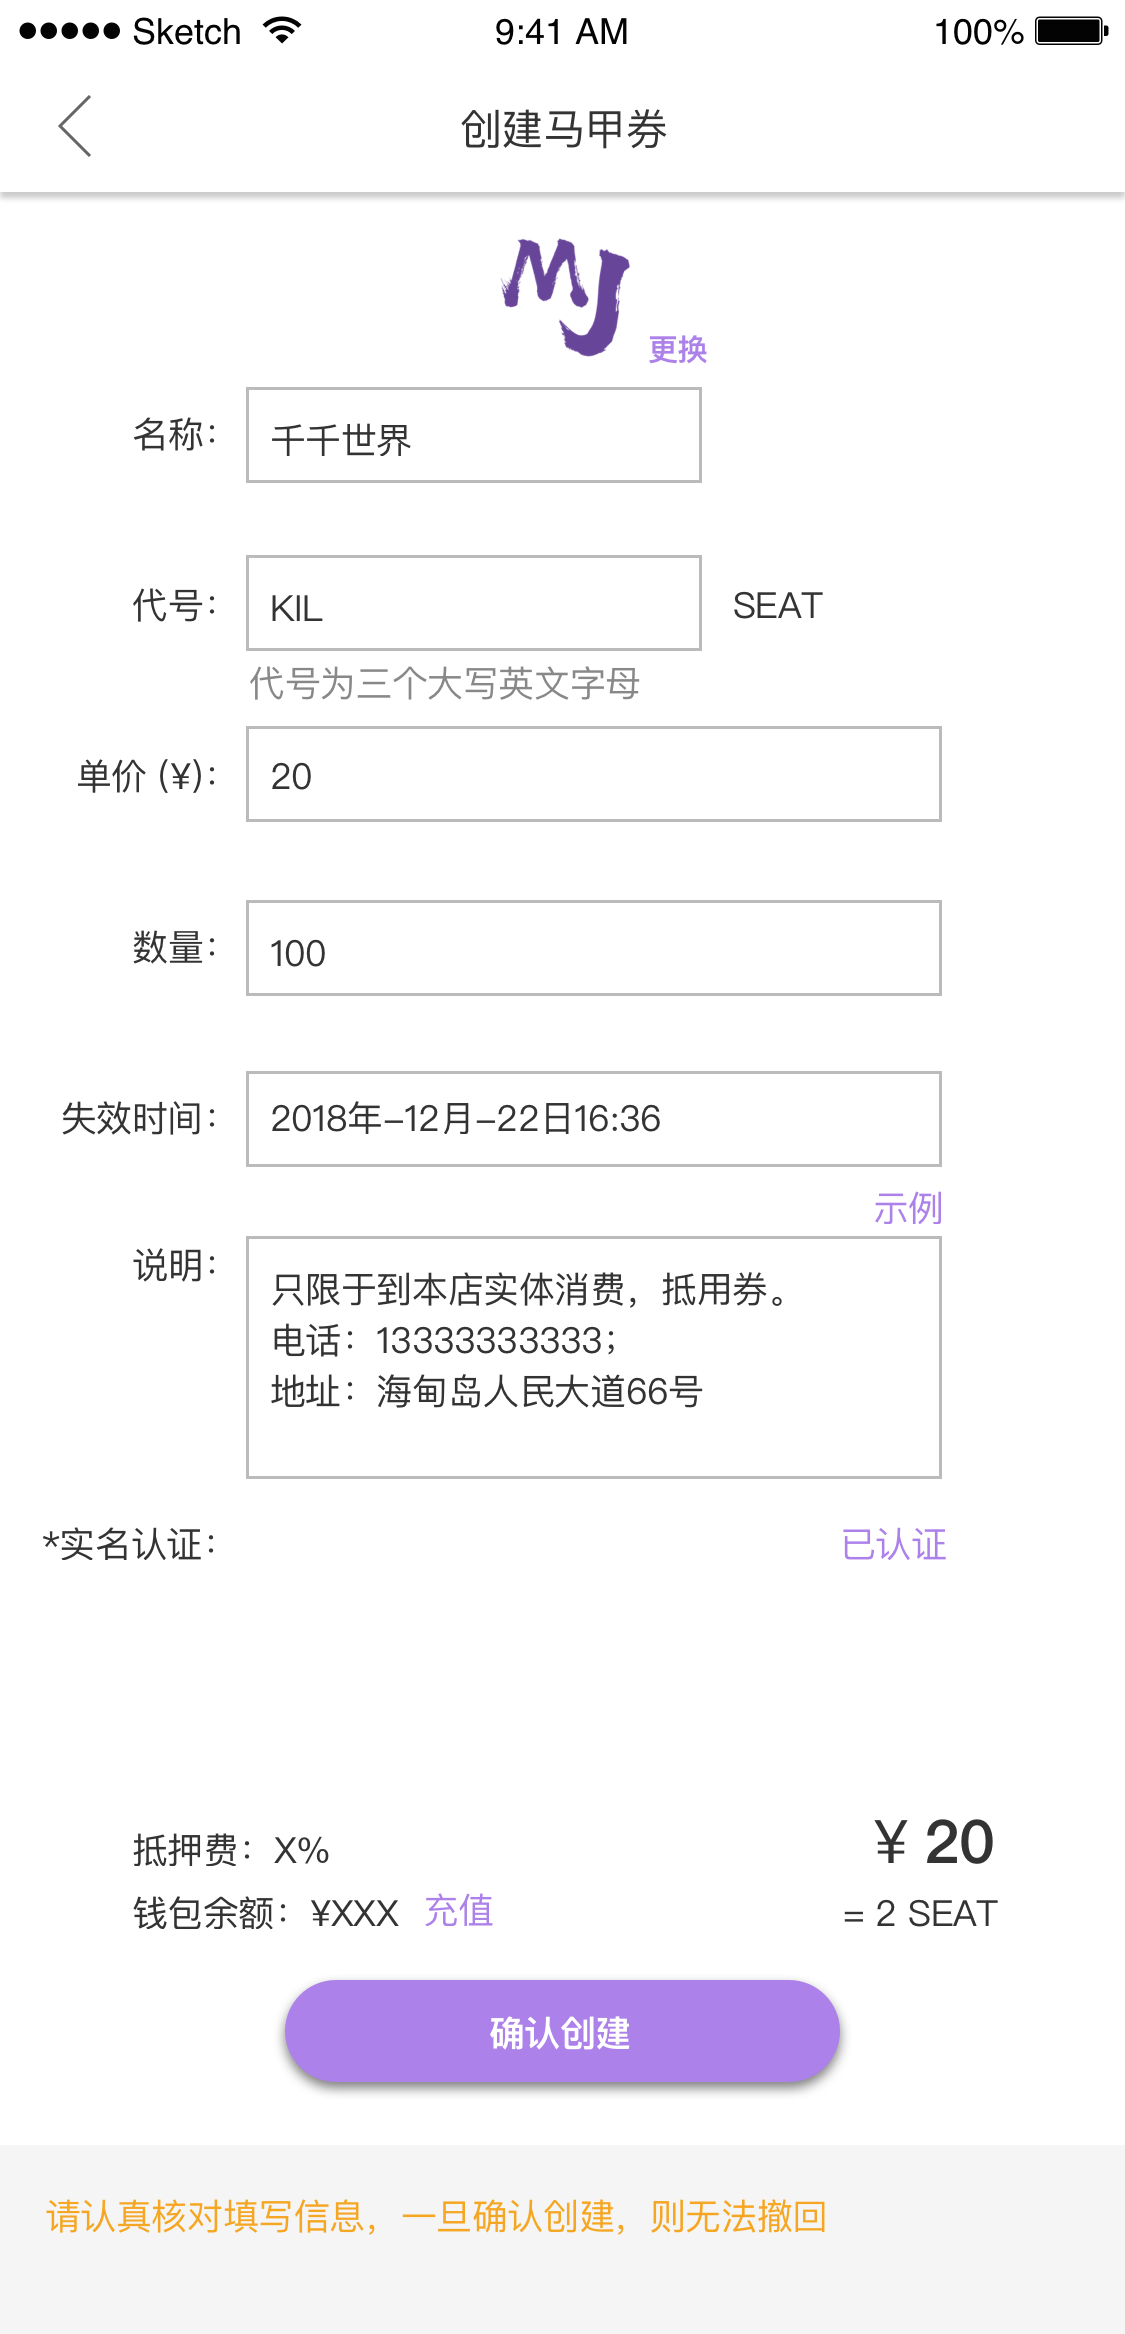 ●●●●● Sketch 9:41 AM 100%
创建马甲券
MJ
更换
名称： 千千世界
代号： KIL SEAT
代号为三个大写英文字母
单价 (¥)： 20
数量： 100
失效时间： 2018年-12月-22日16:36
示例
说明： 只限于到本店实体消费，抵用券。
电话：13333333333；
地址：海甸岛人民大道66号
*实名认证： 已认证
抵押费：X% ¥ 20
钱包余额：¥XXX 充值 = 2 SEAT
确认创建
请认真核对填写信息，一旦确认创建，则无法撤回